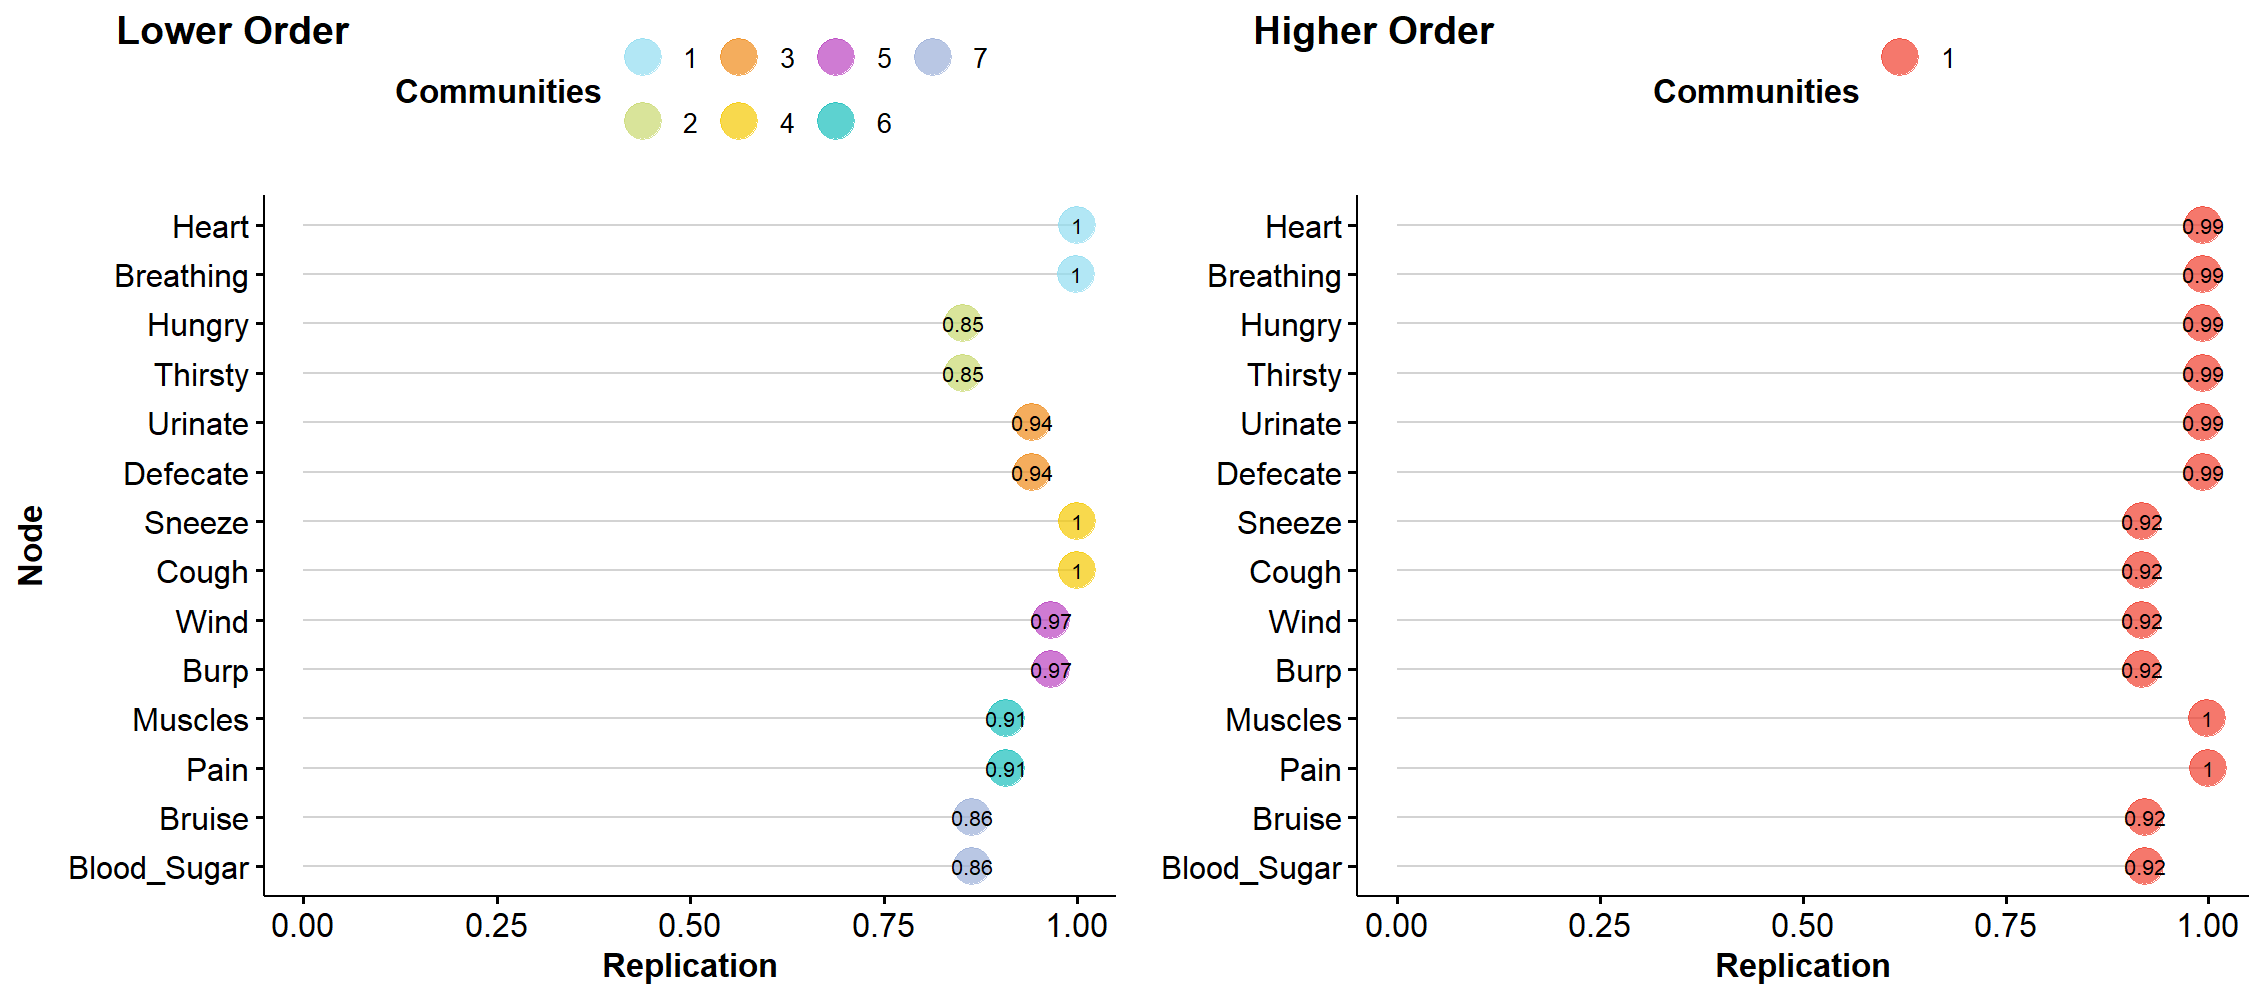 Lower Order
Communities
1 3 5 7
2 4 6
Node
Heart 1
Breathing 1
Hungry 0.85
Thirsty 0.85
Urinate 0.94
Defecate 0.94
Sneeze 1
Cough 1
Wind 0.97
Burp 0.97
Muscles 0.91
Pain 0.91
Bruise 0.86
Blood_Sugar 0.86
0.00 0.25 0.50 0.75 1.00
Replication
Higher Order
Communities
1
Heart 0.99
Breathing 0.99
Hungry 0.99
Thirsty 0.99
Urinate 0.99
Defecate 0.99
Sneeze 0.92
Cough 0.92
Wind 0.92
Burp 0.92
Muscles 1
Pain 1
Bruise 0.92
Blood_Sugar 0.92
0.00 0.25 0.50 0.75 1.00
Replication